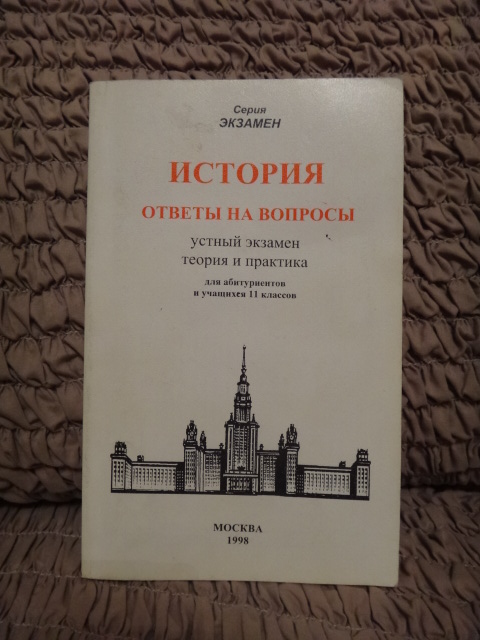 Серия
ЭКЗАМЕН
ИСТОРИЯ
ОТВЕТЫ НА ВОПРОСЫ
устный экзамен
теория и практика
для абитуриентов
и учащихся 11 классов
МОСКВА
1998